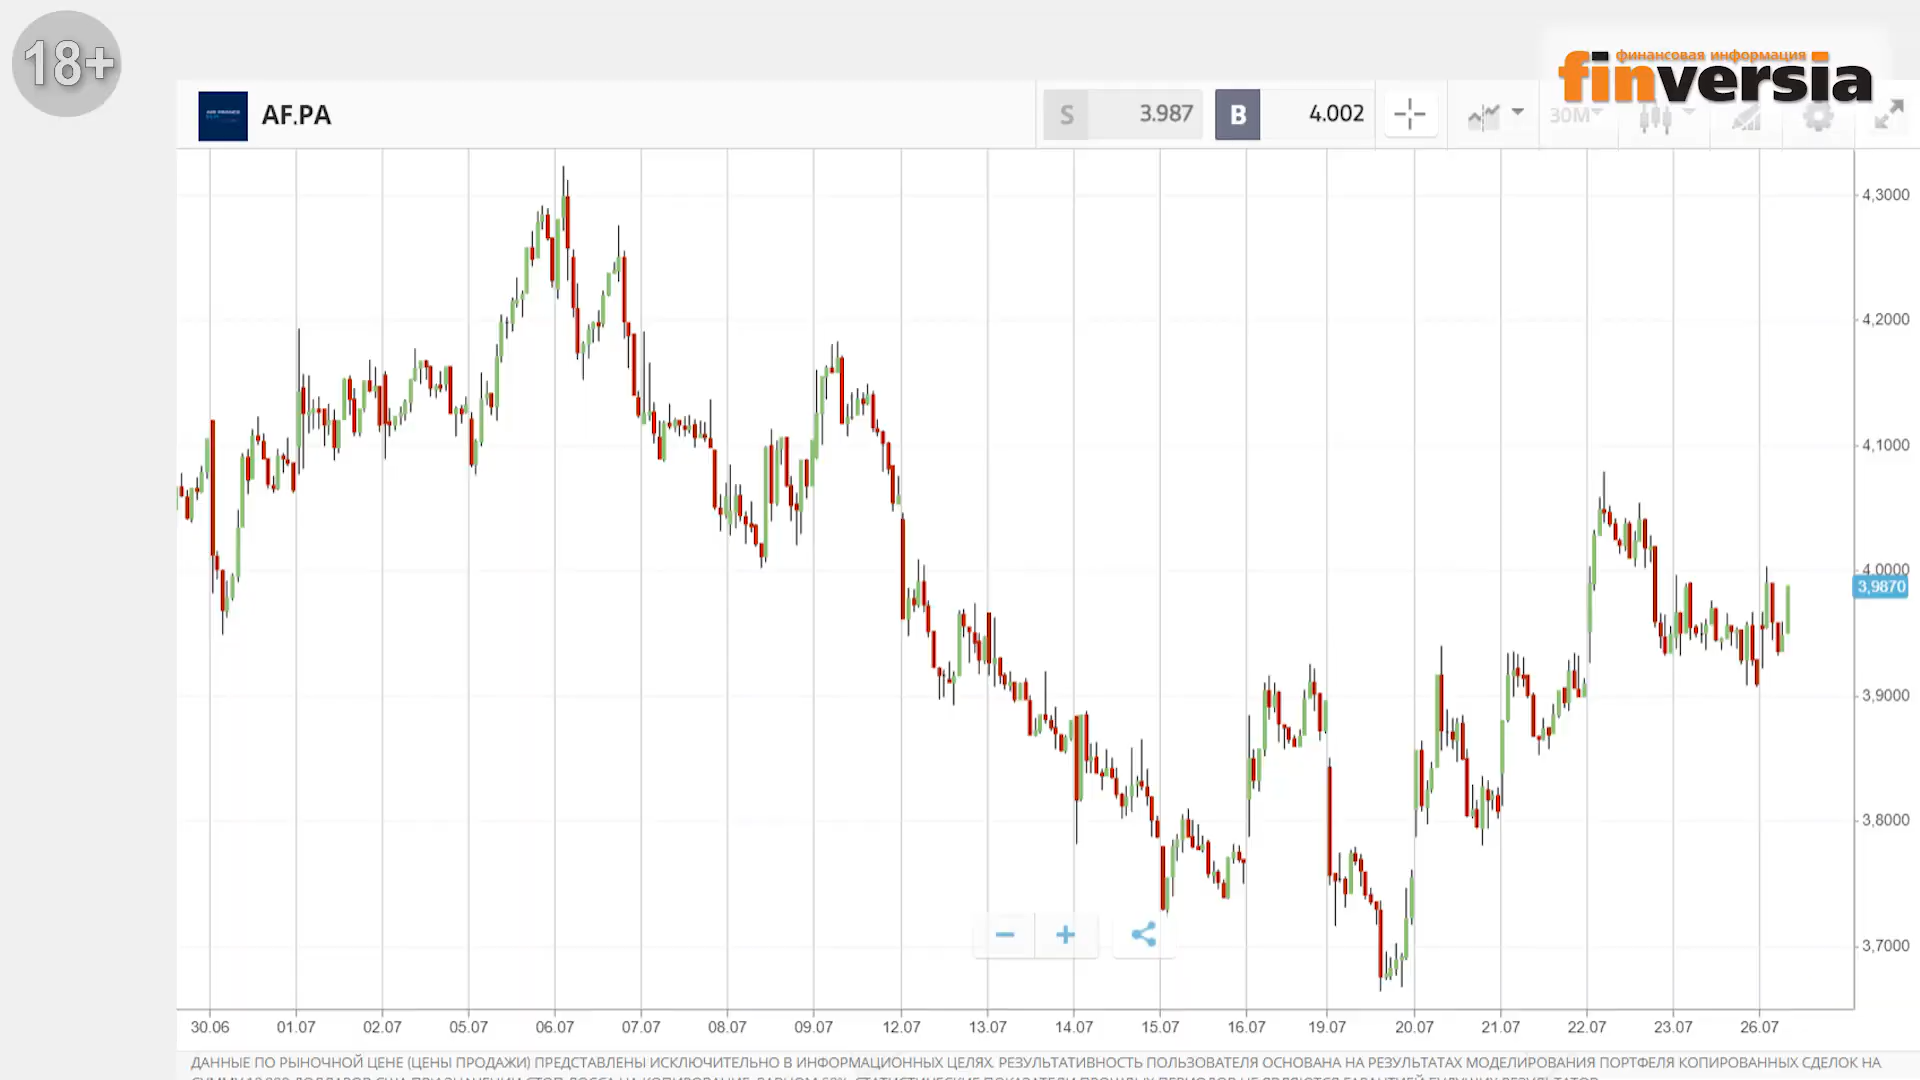 18+
финансовая информация
finversia
AIR FRANCE
AF.PA
S 3.987
B 4.002
30M
4,3000
4,2000
4,1000
4,0000
3,9870
3,9000
3,8000
3,7000
30.06 01.07 02.07 05.07 06.07 07.07 08.07 09.07 12.07 13.07 14.07 15.07 16.07 19.07 20.07 21.07 22.07 23.07 26.07
ДАННЫЕ ПО РЫНОЧНОЙ ЦЕНЕ (ЦЕНЫ ПРОДАЖИ) ПРЕДСТАВЛЕНЫ ИСКЛЮЧИТЕЛЬНО В ИНФОРМАЦИОННЫХ ЦЕЛЯХ. РЕЗУЛЬТАТИВНОСТЬ ПОЛЬЗОВАТЕЛЯ ОСНОВАНА НА РЕЗУЛЬТАТАХ МОДЕЛИРОВАНИЯ ПОРТФЕЛЯ КОПИРОВАННЫХ СДЕЛОК НА